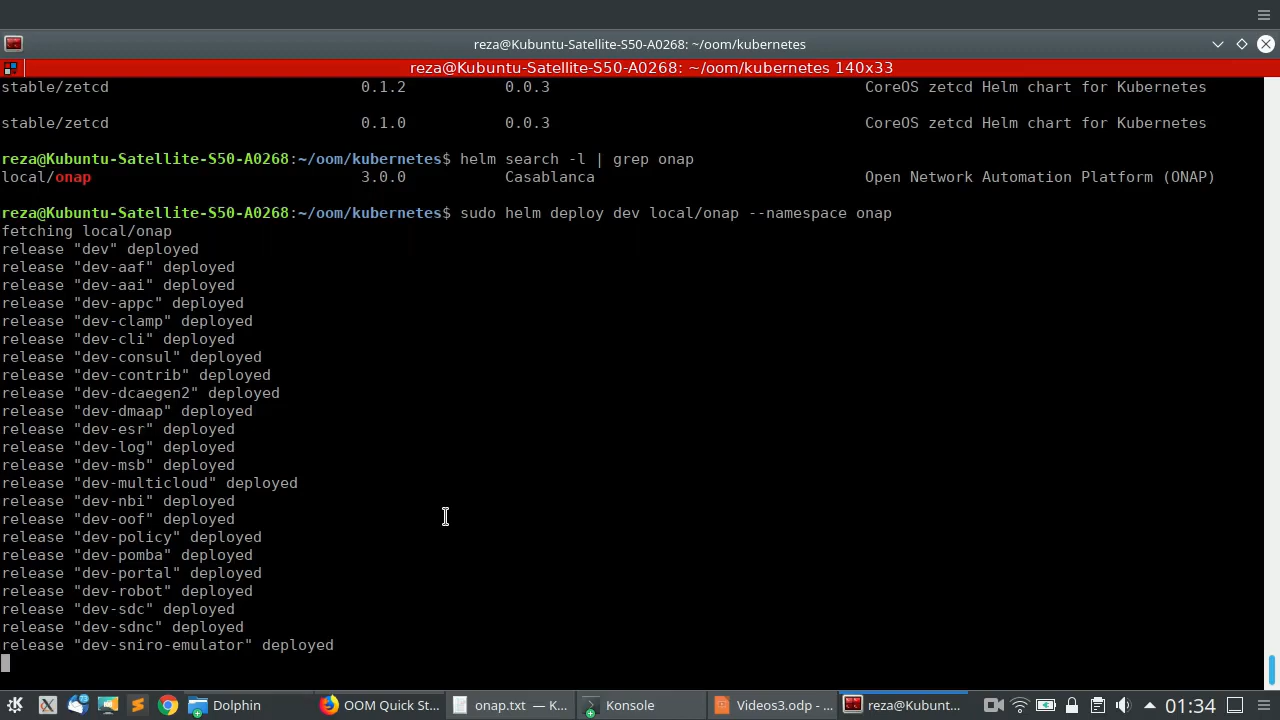 reza@Kubuntu-Satellite-S50-A0268: ~/oom/kubernetes
reza@Kubuntu-Satellite-S50-A0268: ~/oom/kubernetes 140x33
stable/zetcd 0.1.2 0.0.3 CoreOS zetcd Helm chart for Kubernetes
stable/zetcd 0.1.0 0.0.3 CoreOS zetcd Helm chart for Kubernetes
reza@Kubuntu-Satellite-S50-A0268:~/oom/kubernetes$ helm search -l | grep onap
local/onap 3.0.0 Casablanca Open Network Automation Platform (ONAP)
reza@Kubuntu-Satellite-S50-A0268:~/oom/kubernetes$ sudo helm deploy dev local/onap --namespace onap
fetching local/onap
release "dev" deployed
release "dev-aaf" deployed
release "dev-aai" deployed
release "dev-appc" deployed
release "dev-clamp" deployed
release "dev-cli" deployed
release "dev-consul" deployed
release "dev-contrib" deployed
release "dev-dcaegen2" deployed
release "dev-dmaap" deployed
release "dev-esr" deployed
release "dev-log" deployed
release "dev-msb" deployed
release "dev-multicloud" deployed
release "dev-nbi" deployed
release "dev-oof" deployed
release "dev-policy" deployed
release "dev-pomba" deployed
release "dev-portal" deployed
release "dev-robot" deployed
release "dev-sdc" deployed
release "dev-sdnc" deployed
release "dev-sniro-emulator" deployed
Dolphin OOM Quick St... onap.txt — K... Konsole Videos3.odp - ... reza@Kubunt... 01:34